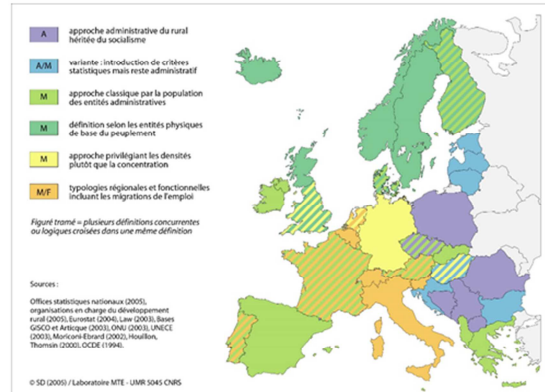 A
approche administrative du rural
héritée du socialisme
A/M
variante : introduction de critères
statistiques mais reste administratif
M
approche classique par la population
des entités administratives
M
définition selon les entités physiques
de base du peuplement
M
approche privilégiant les densités
plutôt que la concentration
M/F
typologies régionales et fonctionnelles
incluant les migrations de l'emploi
Figuré tramé = plusieurs définitions concurrentes
ou logiques croisées dans une même définition
Sources :
Offices statistiques nationaux (2005),
organisations en charge du développement
rural (2005), Eurostat (2004), Law (2003), Bases
GISCO et Articque (2003), ONU (2003), UNECE
(2003), Moriconi-Ebrard (2002), Houillon,
Thomsin (2000), OCDE (1994).
© SD (2005) / Laboratoire MTE - UMR 5045 CNRS